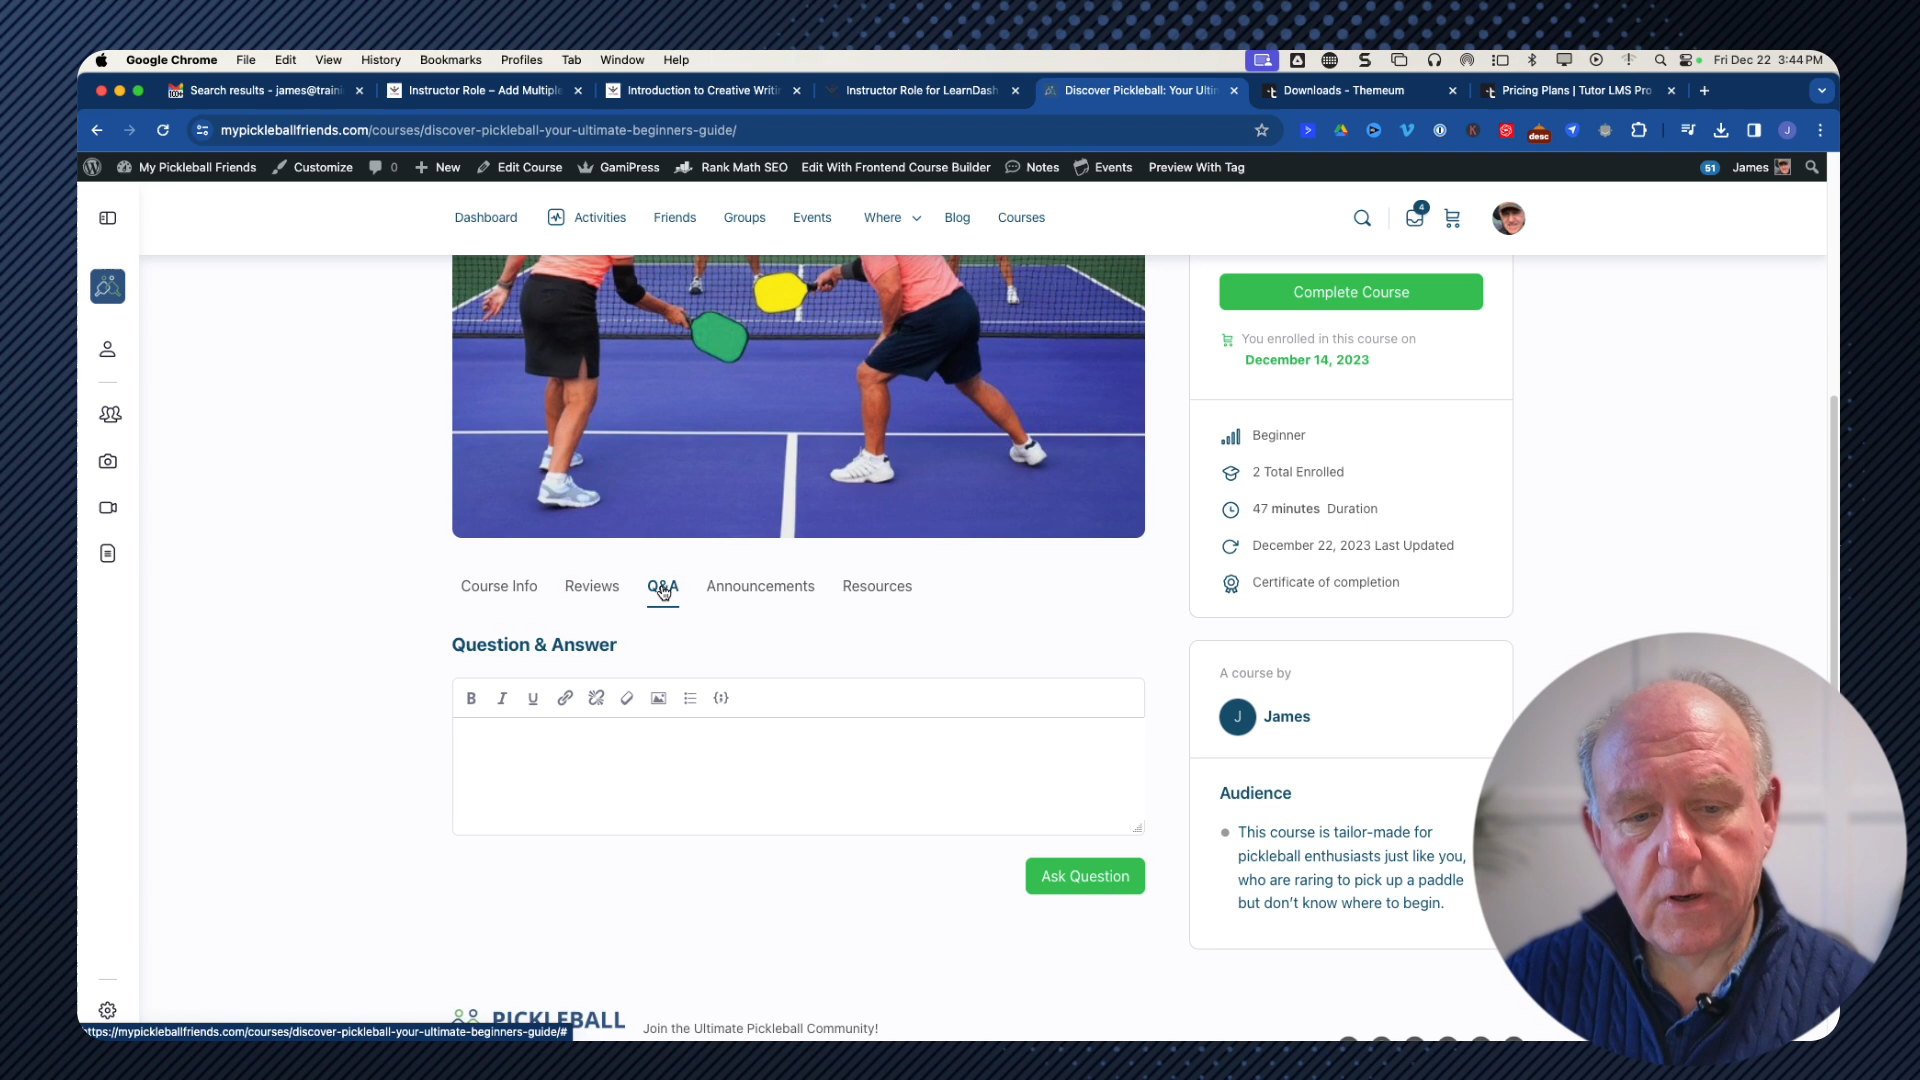 Google Chrome File Edit View History Bookmarks Profiles Tab Window Help Fri Dec 22 3:44 PM
100+ Search results - james@traini Instructor Role – Add Multiple Introduction to Creative Writi Instructor Role for LearnDash Discover Pickleball: Your Ultim Downloads - Themeum Pricing Plans | Tutor LMS Pro
mypickleballfriends.com/courses/discover-pickleball-your-ultimate-beginners-guide/ desc J
My Pickleball Friends Customize 0 New Edit Course GamiPress Rank Math SEO Edit With Frontend Course Builder Notes Events Preview With Tag 51 James
Dashboard Activities Friends Groups Events Where Blog Courses 4
Complete Course
You enrolled in this course on
December 14, 2023
Beginner
2 Total Enrolled
47 minutes Duration
December 22, 2023 Last Updated
Certificate of completion
Course Info Reviews Q&A Announcements Resources
Question & Answer
B I U
Ask Question
A course by
J James
Audience
This course is tailor-made for
pickleball enthusiasts just like you,
who are raring to pick up a paddle
but don't know where to begin.
PICKLEBALL Join the Ultimate Pickleball Community!
https://mypickleballfriends.com/courses/discover-pickleball-your-ultimate-beginners-guide/#